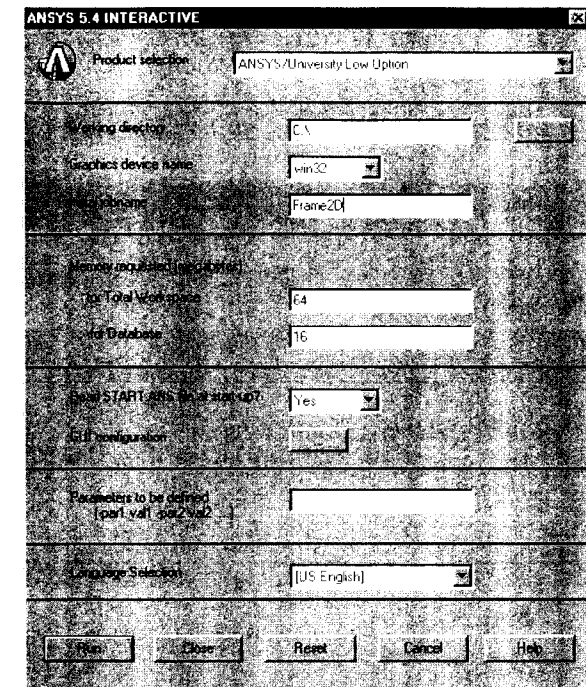 ANSYS 5.4 INTERACTIVE
Product selection
ANSYS/University Low Option
Working directory
C:\
Graphics device name
win32
jobname
Frame2D
Memory requested (megabytes)
for Total Workspace
64
for Database
16
Read START.ANS file at start-up?
Yes
GUI configuration
Parameters to be defined
(-par1 val1 -par2 val2 ...)
Language Selection
[US English]
Run Close Reset Cancel Help